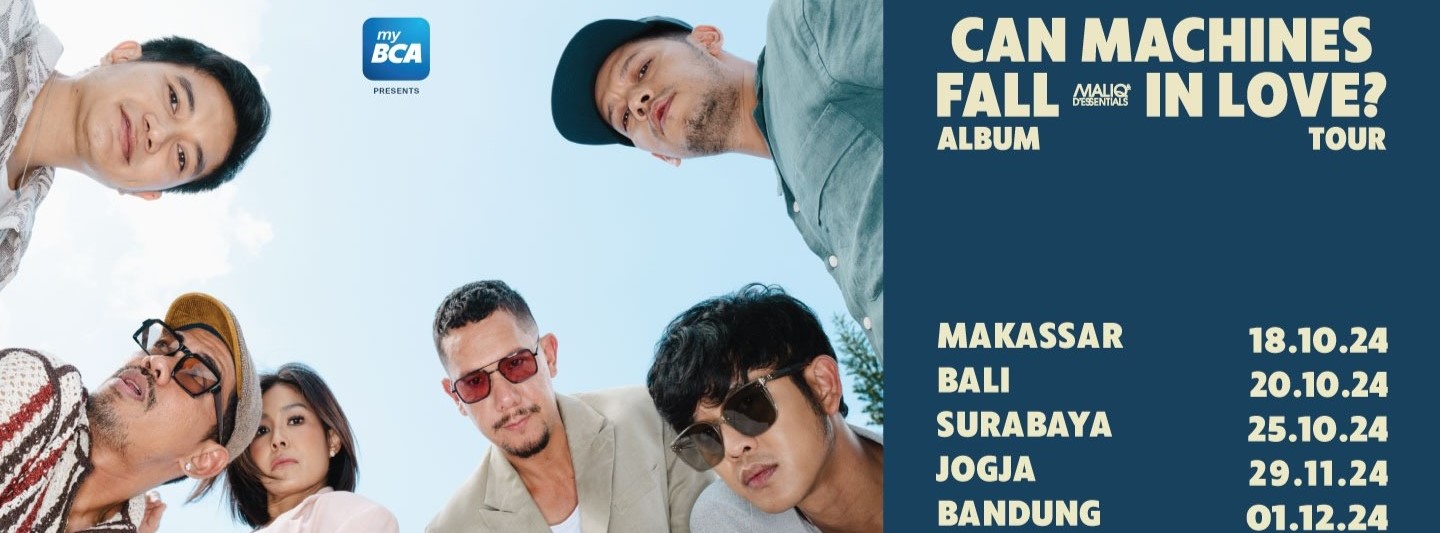 my
BCA
PRESENTS
CAN MACHINES
FALL MALIQ& D'ESSENTIALS IN LOVE?
ALBUM TOUR
MAKASSAR 18.10.24
BALI 20.10.24
SURABAYA 25.10.24
JOGJA 29.11.24
BANDUNG 01.12.24